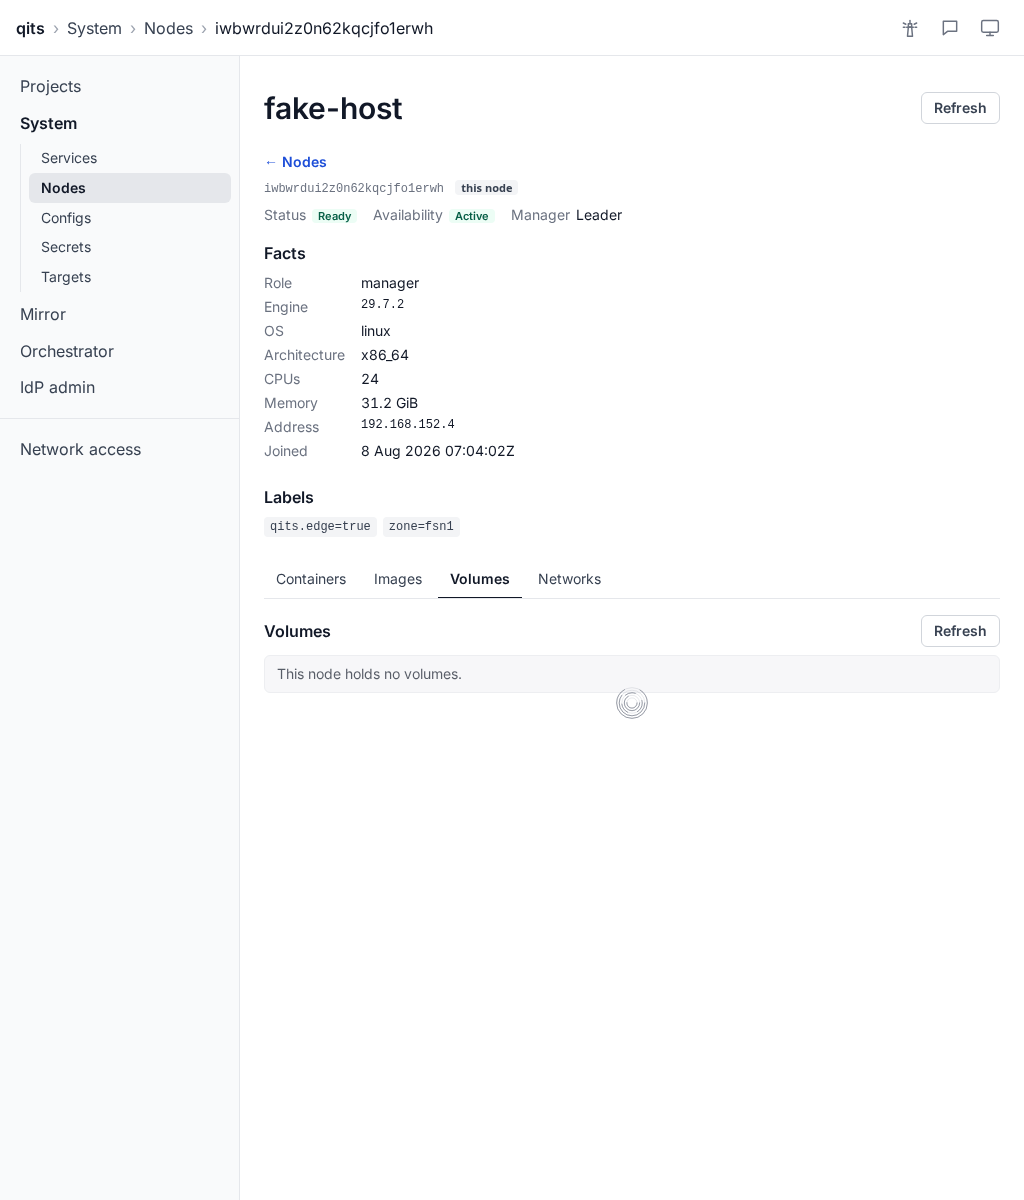 qits › System › Nodes › iwbwrdui2z0n62kqcjfo1erwh
Projects
System
Services
Nodes
Configs
Secrets
Targets
Mirror
Orchestrator
IdP admin
Network access
fake-host
Refresh
← Nodes
iwbwrdui2z0n62kqcjfo1erwh this node
Status Ready Availability Active Manager Leader
Facts
Role manager
Engine 29.7.2
OS linux
Architecture x86_64
CPUs 24
Memory 31.2 GiB
Address 192.168.152.4
Joined 8 Aug 2026 07:04:02Z
Labels
qits.edge=true zone=fsn1
Containers Images Volumes Networks
Volumes
Refresh
This node holds no volumes.